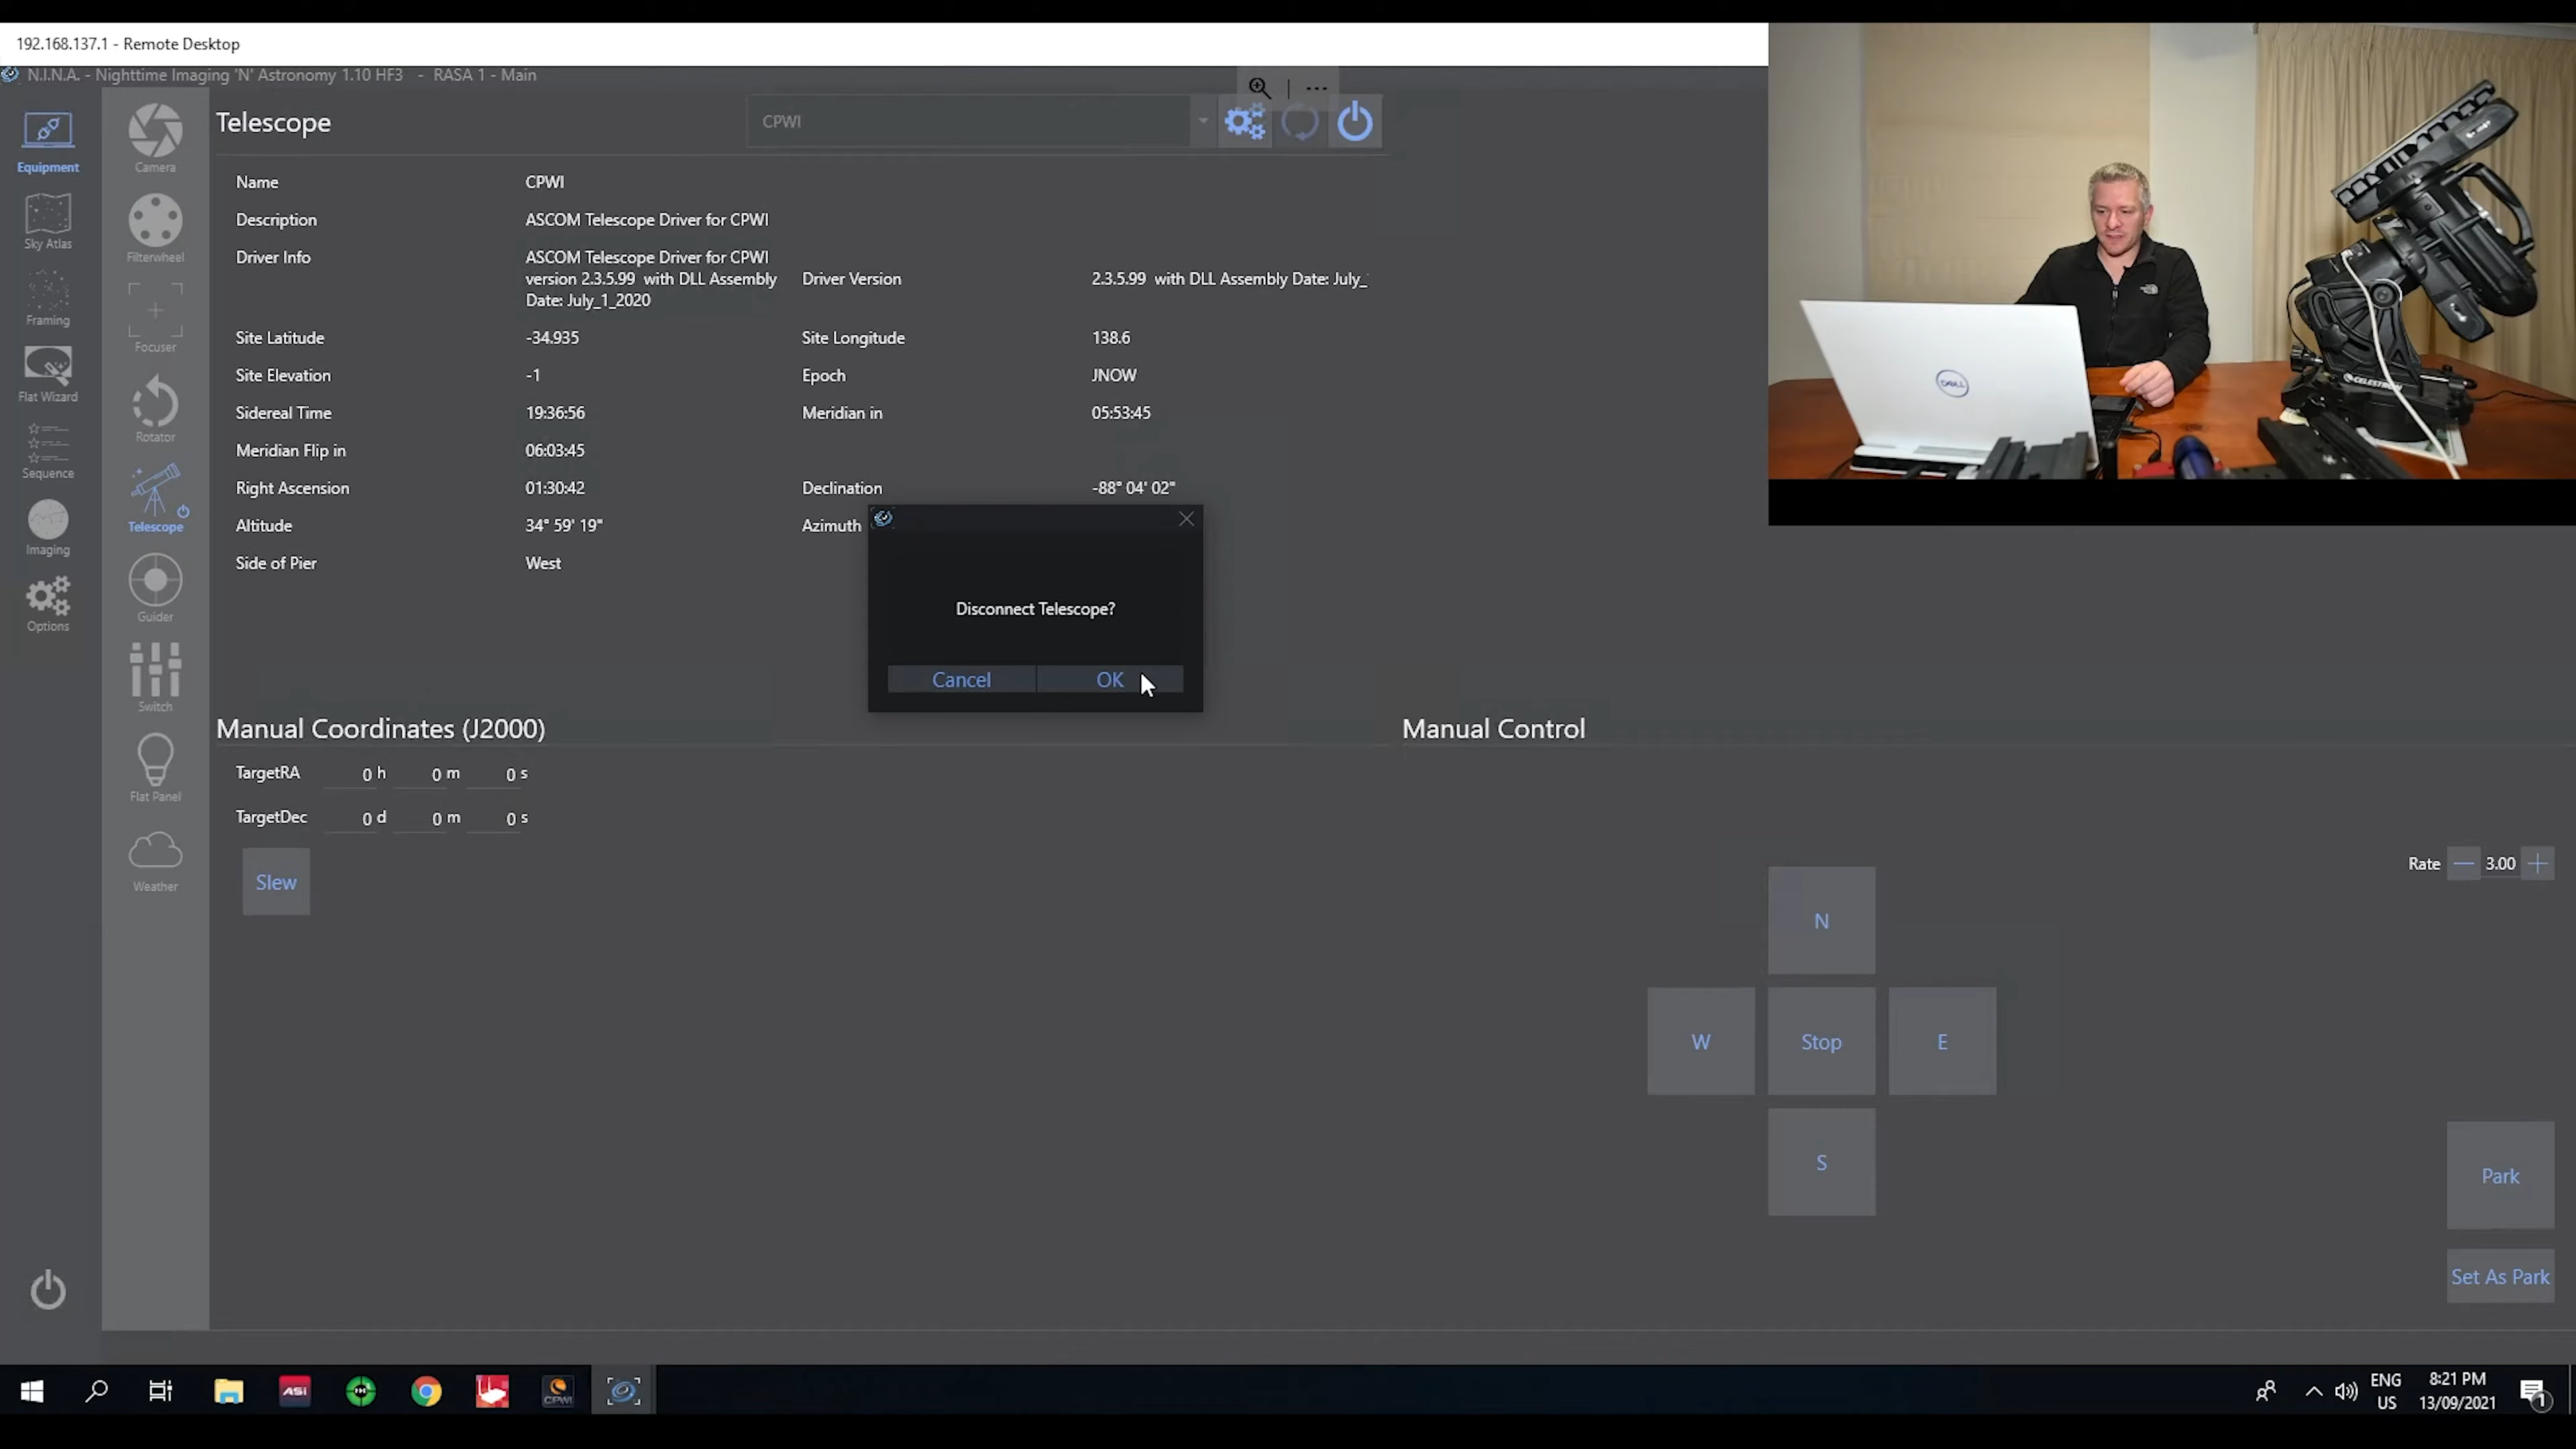 192.168.137.1 - Remote Desktop
N.I.N.A. - Nighttime Imaging 'N' Astronomy 1.10 HF3 - RASA 1 - Main
Equipment
Sky Atlas
Framing
Flat Wizard
Sequence
Imaging
Options
Camera
Filterwheel
Focuser
Rotator
Telescope
Guider
Switch
Flat Panel
Weather
Telescope
CPWI
Name CPWI
Description ASCOM Telescope Driver for CPWI
Driver Info ASCOM Telescope Driver for CPWI
version 2.3.5.99 with DLL Assembly
Date: July_1_2020
Driver Version 2.3.5.99 with DLL Assembly Date: July_
Site Latitude -34.935 Site Longitude 138.6
Site Elevation -1 Epoch JNOW
Sidereal Time 19:36:56 Meridian in 05:53:45
Meridian Flip in 06:03:45
Right Ascension 01:30:42 Declination -88° 04' 02"
Altitude 34° 59' 19" Azimuth
Side of Pier West
Disconnect Telescope?
Cancel OK
Manual Coordinates (J2000)
TargetRA 0 h 0 m 0 s
TargetDec 0 d 0 m 0 s
Slew
Manual Control
Rate 3.00
N
W Stop E
S
Park
Set As Park
DELL
CELESTRON
ASI
CPWI
ENG
US
8:21 PM
13/09/2021
1